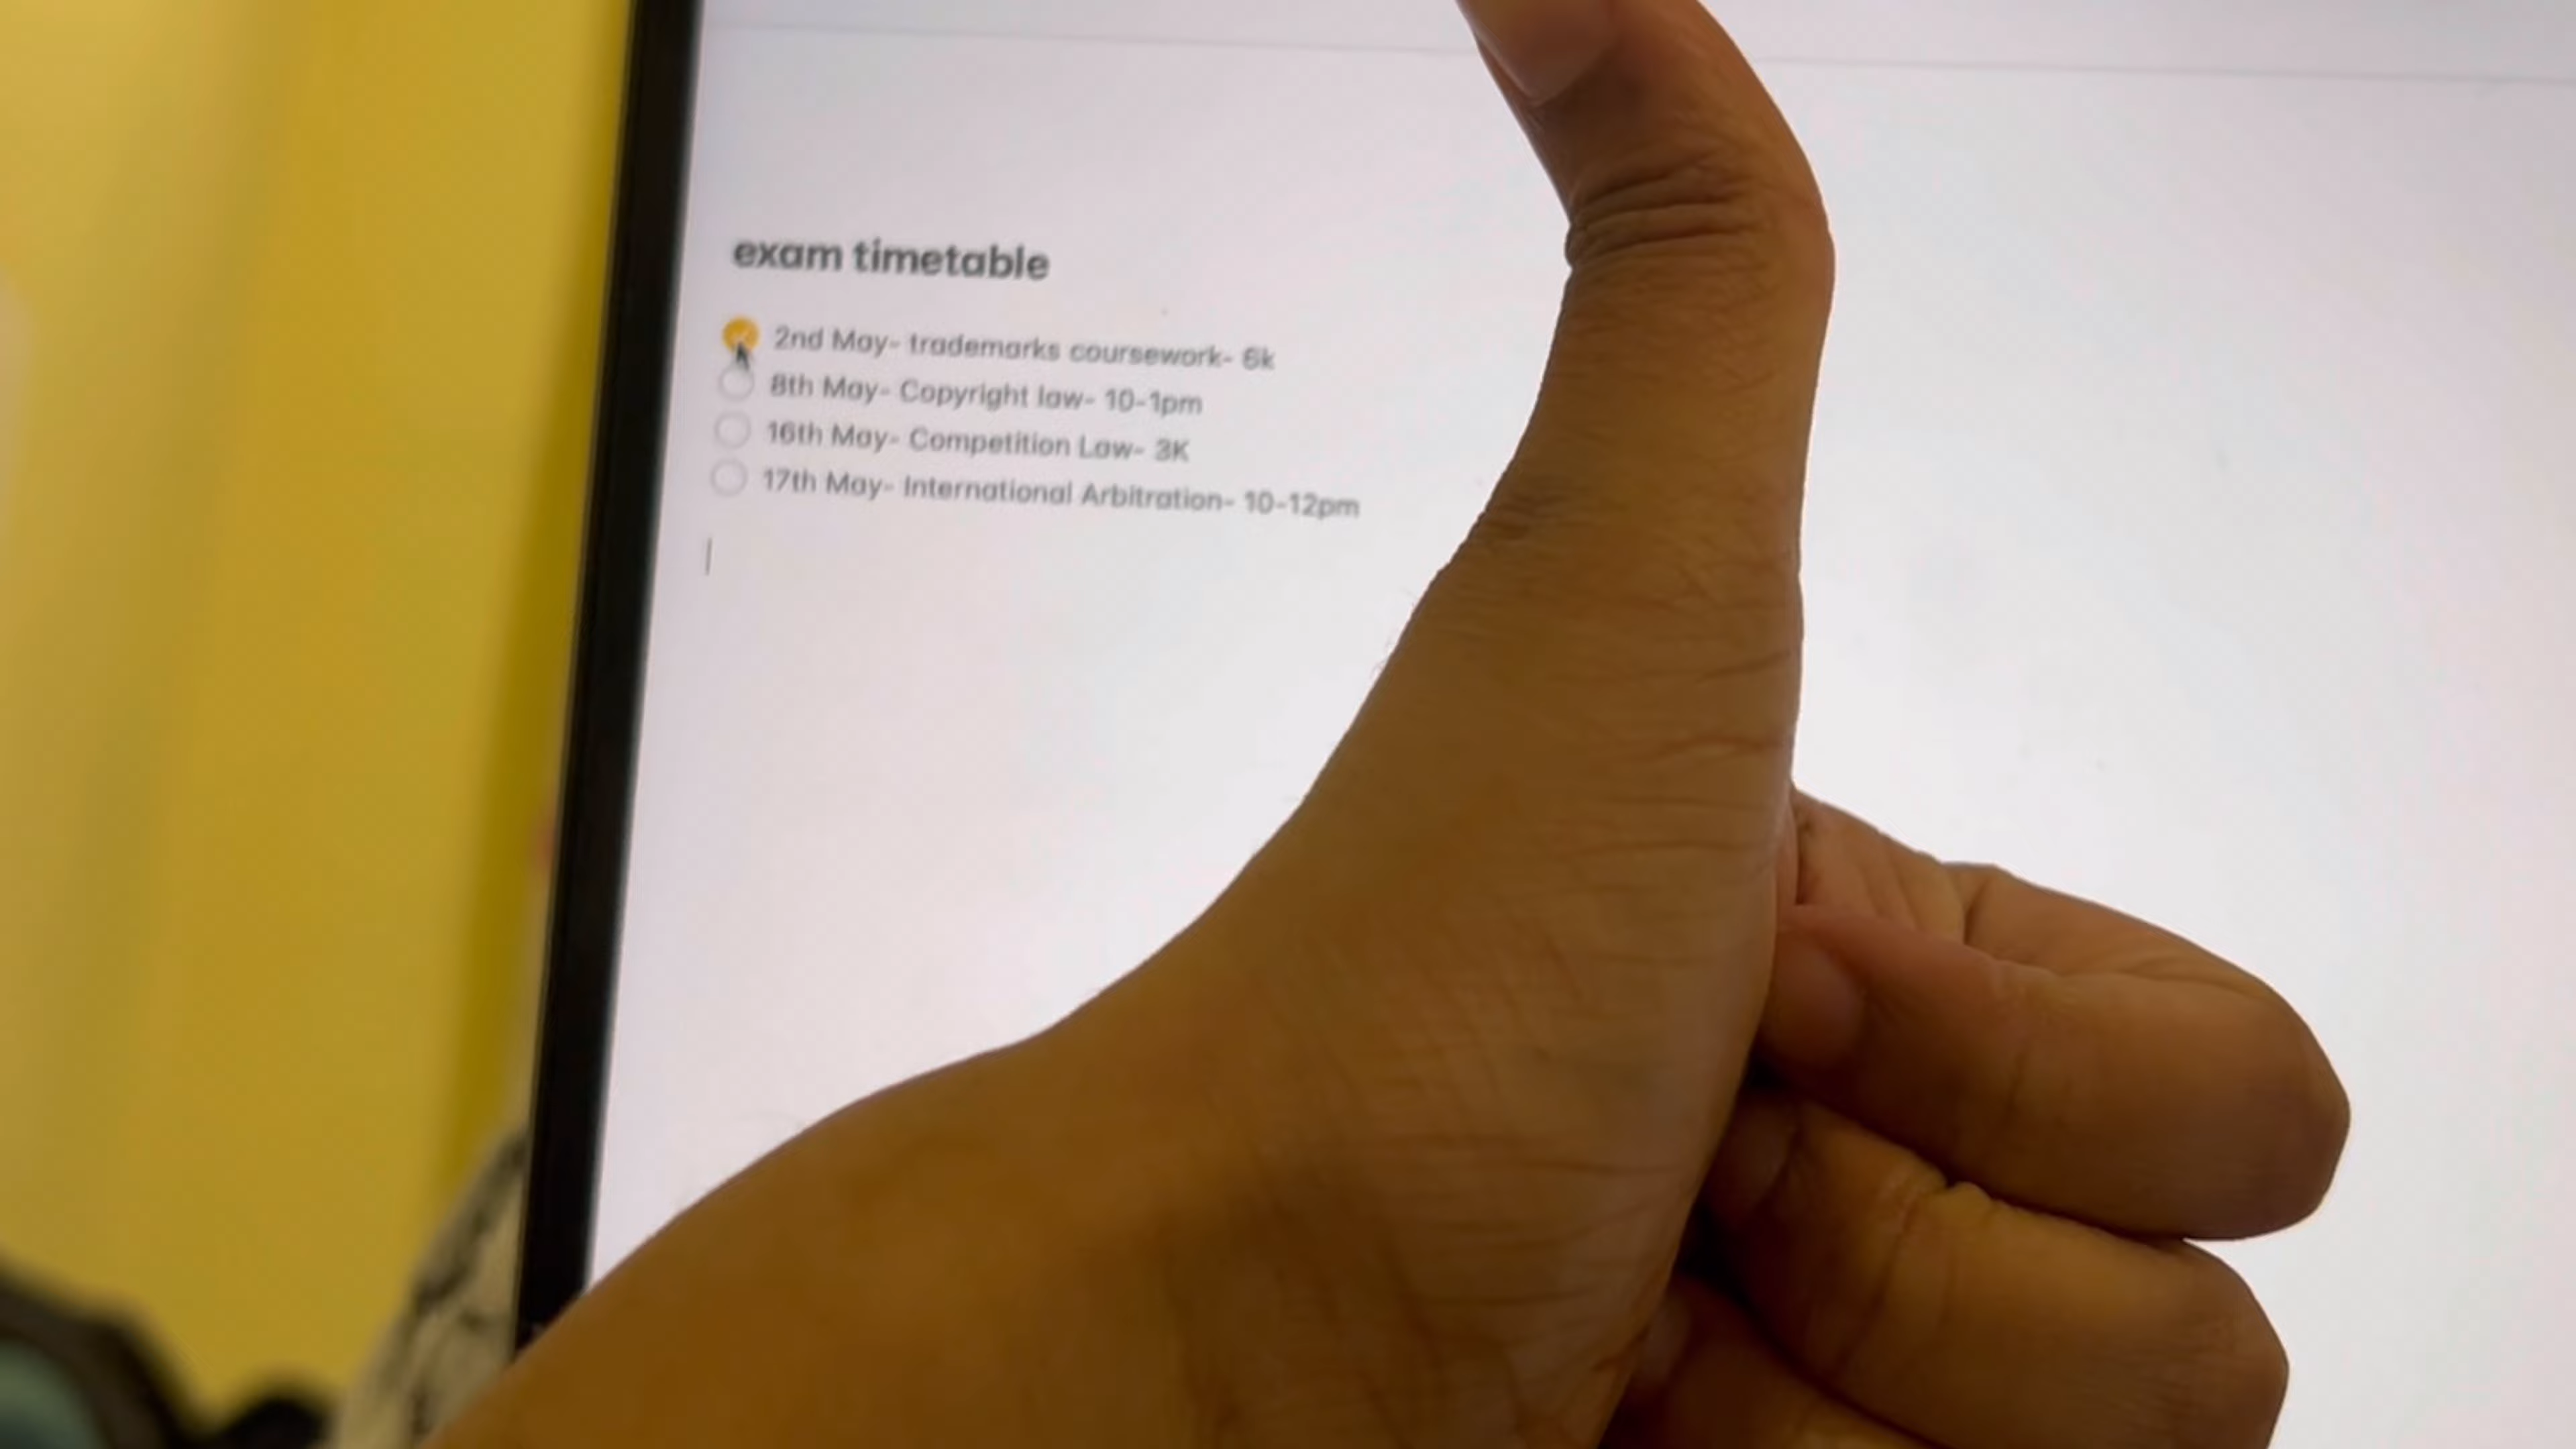 exam timetable
2nd May- trademarks coursework- 6k
8th May- Copyright law- 10-1pm
16th May- Competition Law- 3K
17th May- International Arbitration- 10-12pm